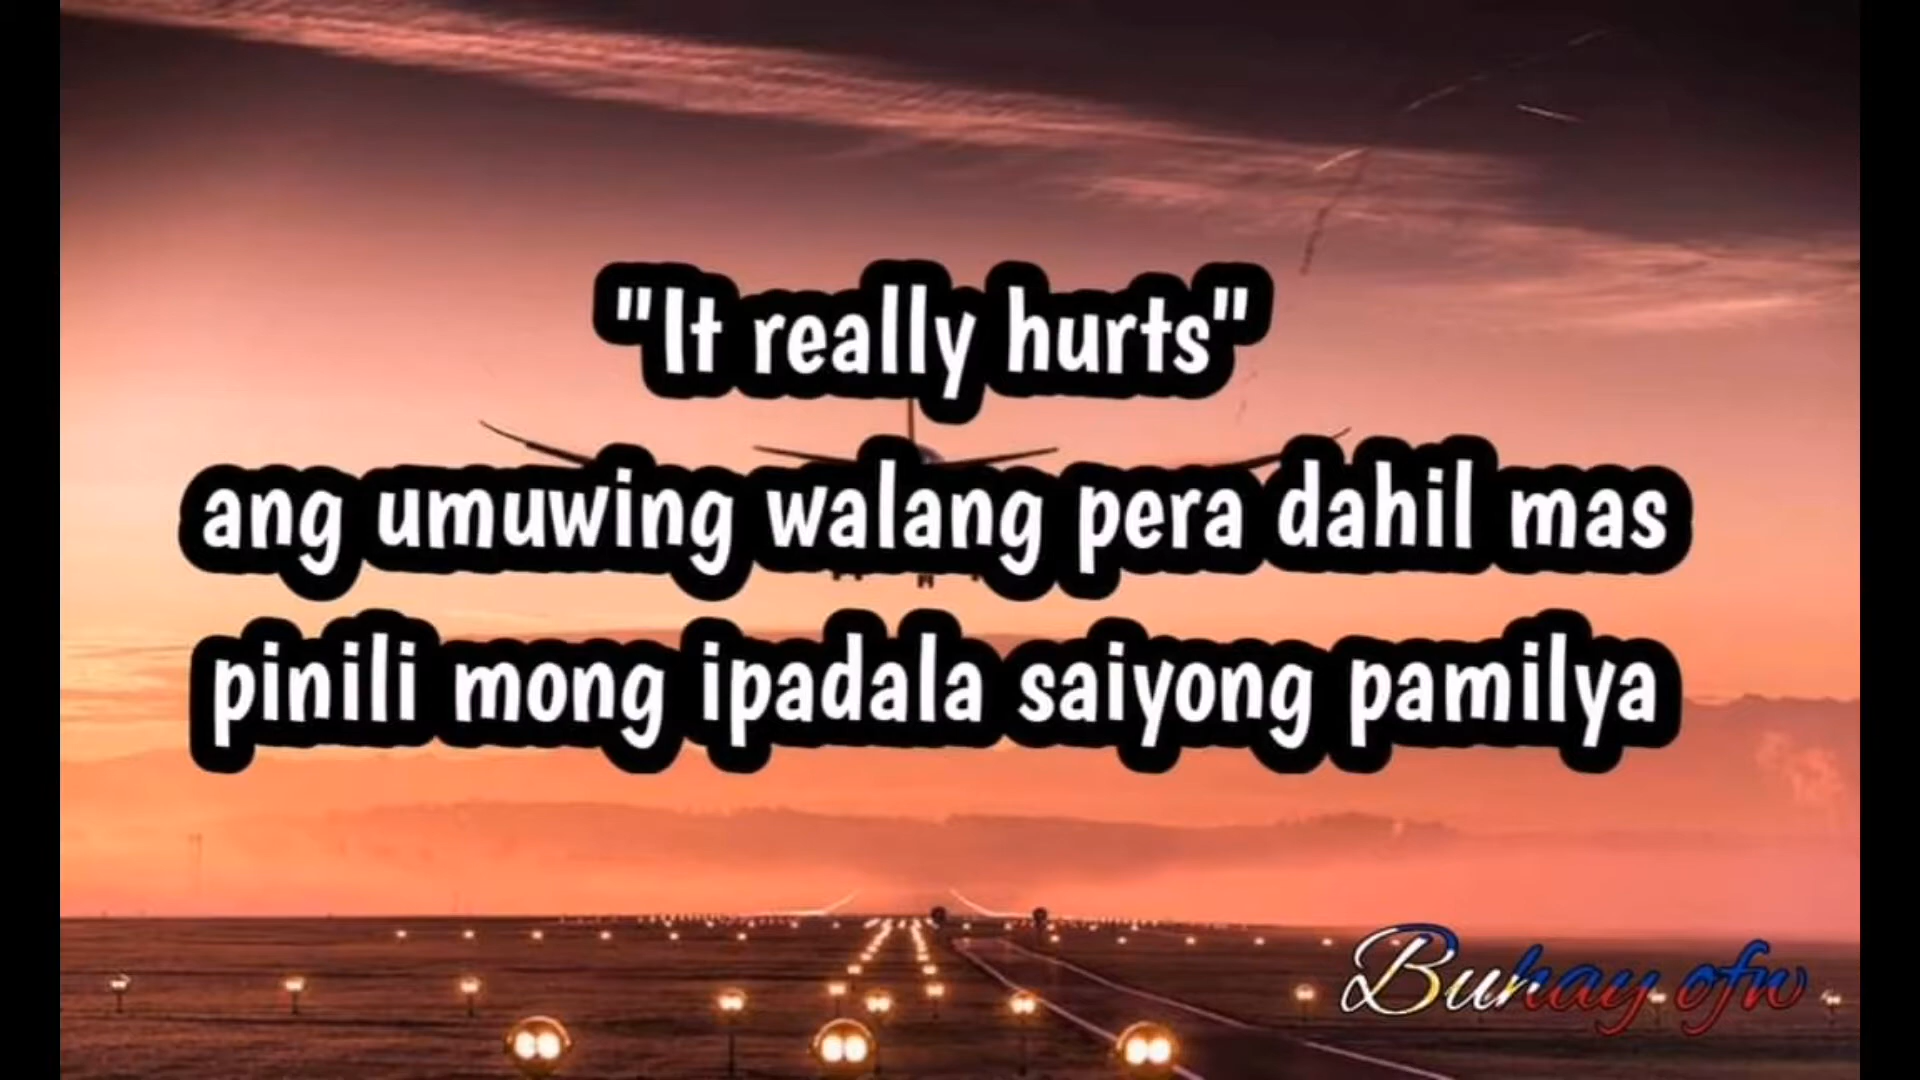 "It really hurts"
ang umuwing walang pera dahil mas
pinili mong ipadala saiyong pamilya
Buhay ofw